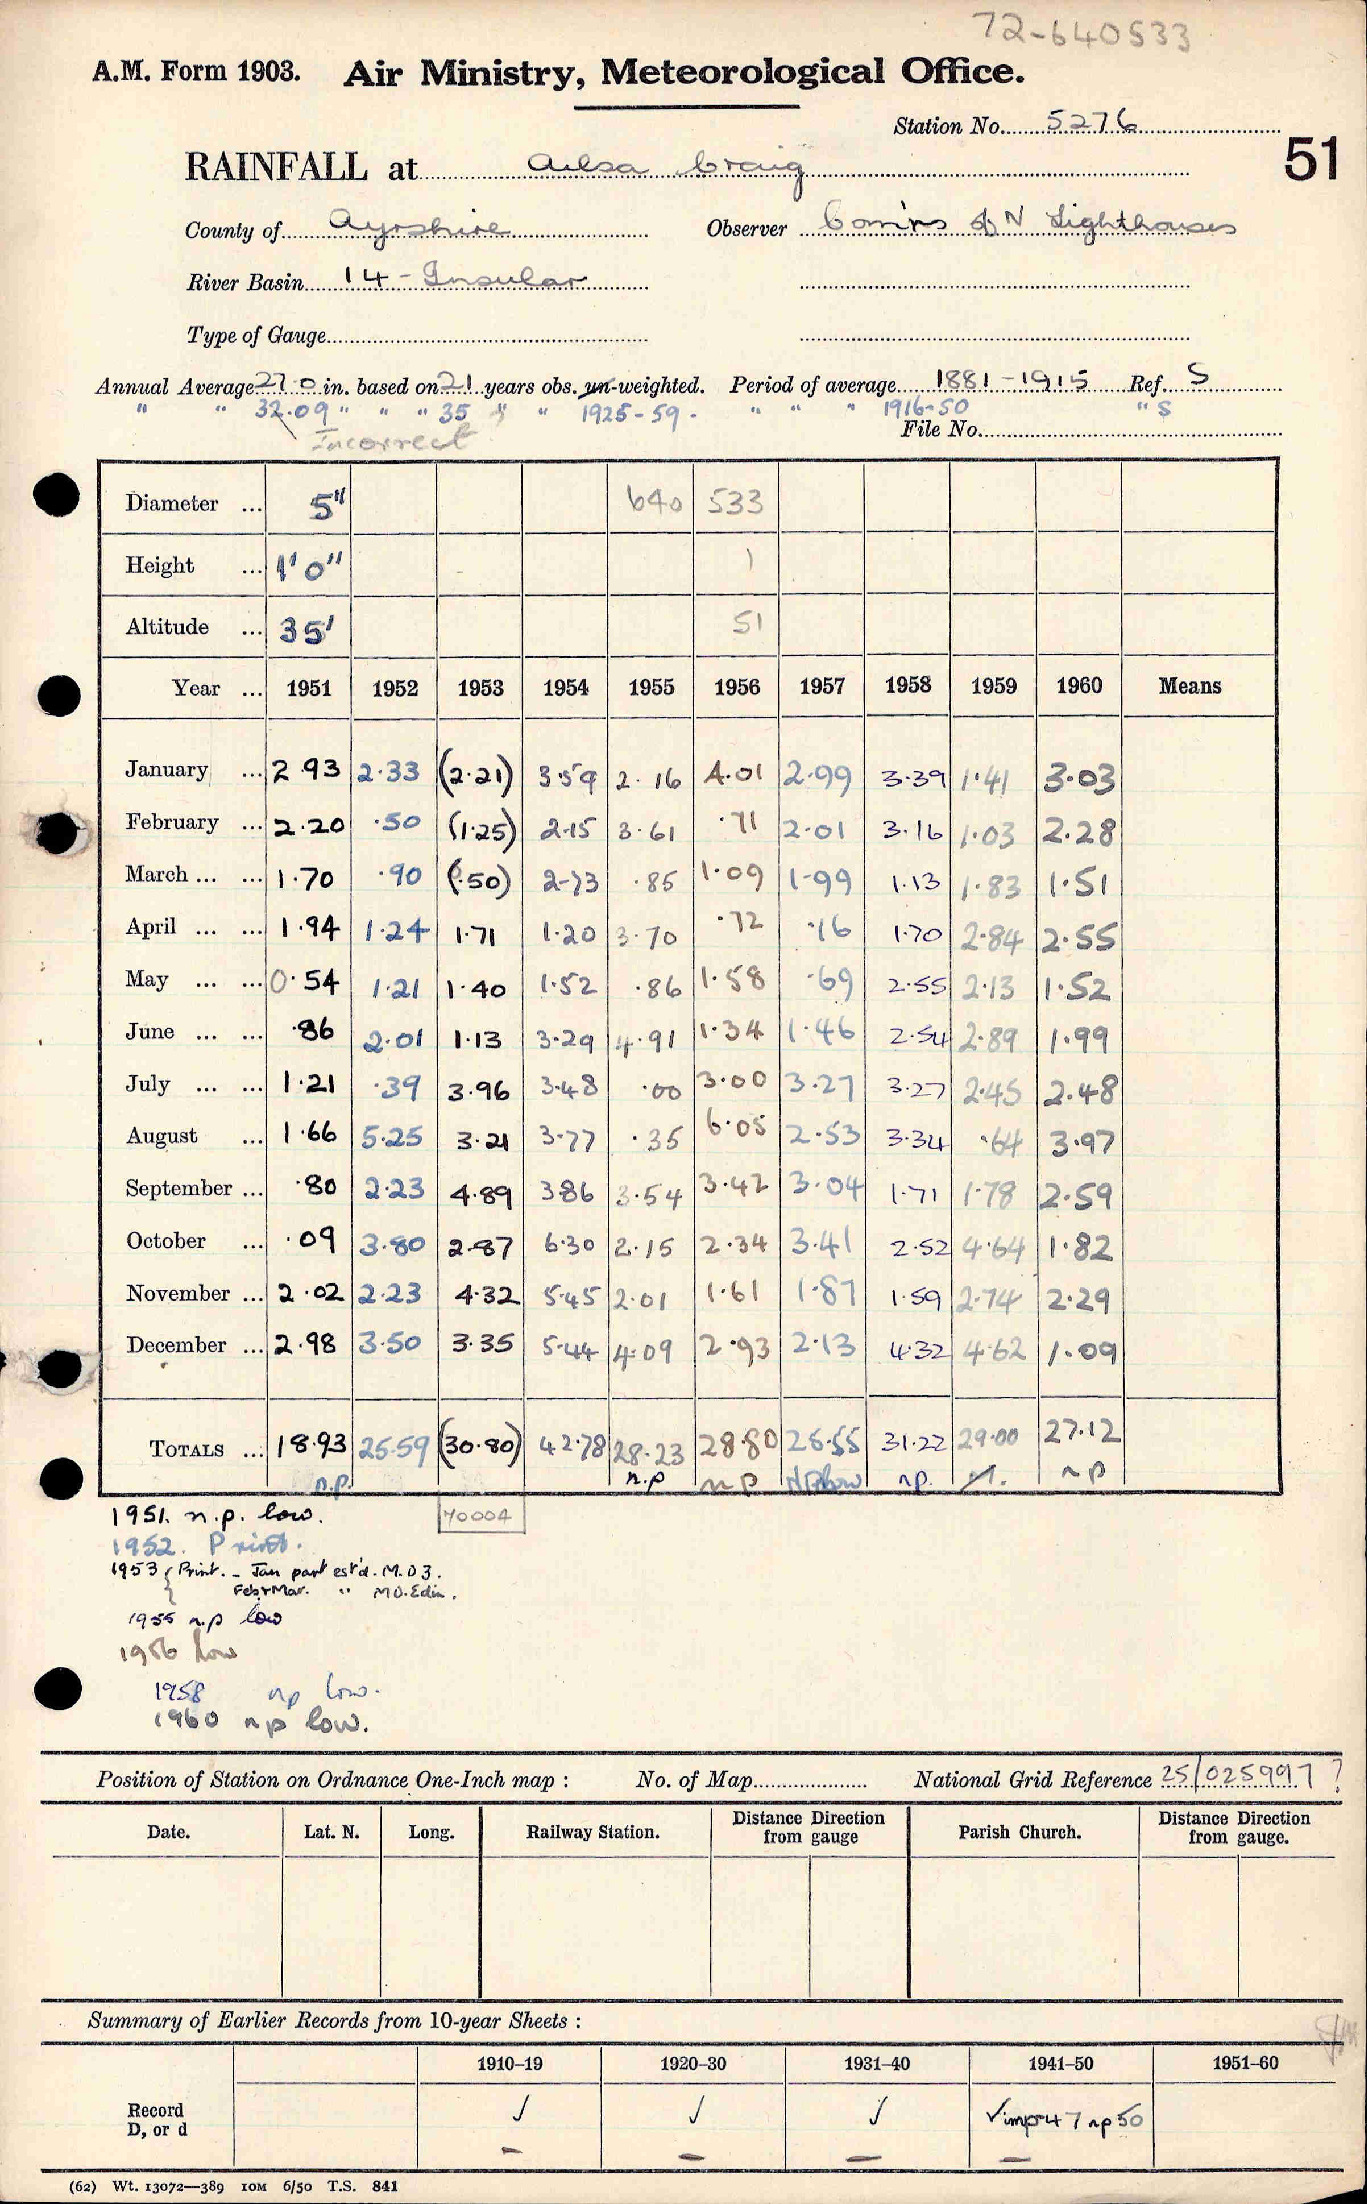 72-640533
A.M. Form 1903. Air Ministry, Meteorological Office.
Station No. 5276
51
RAINFALL at Ailsa Craig
County of Ayrshire Observer Com'rs of N Lighthouses
River Basin 14 - Insular
Type of Gauge
Annual Average 27.0 in. based on 21 years obs. un-weighted. Period of average 1881-1915 Ref. S
" " 32.09 " " " 35 " " 1925-59. " " " 1916-50 " S
Incorrect
File No.
Diameter ... 5" 640 533
Height ... 1'0" 1
Altitude ... 35' 51
Year ... 1951 1952 1953 1954 1955 1956 1957 1958 1959 1960 Means
January ... 2.93 2.33 (2.21) 3.59 2.16 4.01 2.99 3.39 1.41 3.03
February ... 2.20 .50 (1.25) 2.15 3.61 .71 2.01 3.16 1.03 2.28
March ... ... 1.70 .90 (.50) 2.73 .85 1.09 1.99 1.13 1.83 1.51
April ... ... 1.94 1.24 1.71 1.20 3.70 .72 .16 1.70 2.84 2.55
May ... ... 0.54 1.21 1.40 1.52 .86 1.58 .69 2.55 2.13 1.52
June ... ... .86 2.01 1.13 3.29 4.91 1.34 1.46 2.54 2.89 1.99
July ... ... 1.21 .39 3.96 3.48 .00 3.00 3.27 3.27 2.45 2.48
August ... 1.66 5.25 3.21 3.77 .35 6.05 2.53 3.34 .64 3.97
September ... .80 2.23 4.89 3.86 3.54 3.42 3.04 1.71 1.78 2.59
October ... .09 3.80 2.87 6.30 2.15 2.34 3.41 2.52 4.64 1.82
November ... 2.02 2.23 4.32 5.45 2.01 1.61 1.87 1.59 2.74 2.29
December ... 2.98 3.50 3.35 5.44 4.09 2.93 2.13 4.32 4.62 1.09
TOTALS ... 18.93 25.59 (30.80) 42.78 28.23 28.80 25.55 31.22 29.00 27.12
n.p. n.p n p NP low np. n p
1951. n.p. low. 40004
1952. Print.
1953 { Print. - Jan part est'd. M.O 3.
Feb+Mar. " M.O. Edin.
1955 n.p low
1956 low
1958 np low.
1960 np low.
Position of Station on Ordnance One-Inch map : No. of Map National Grid Reference 25/025997 ?
Date. Lat. N. Long. Railway Station. Distance Direction from gauge Parish Church. Distance Direction from gauge.
Summary of Earlier Records from 10-year Sheets :
1910–19 1920–30 1931–40 1941–50 1951–60
Record ✓ ✓ ✓ ✓ imp 47 np 50
D, or d – – – –
(62) Wt. 13072—389 10M 6/50 T.S. 841